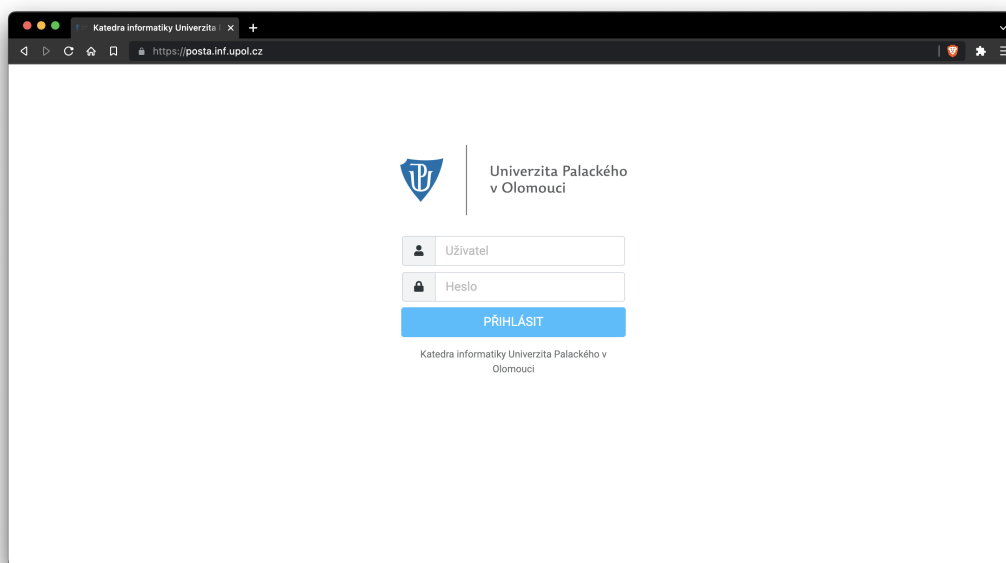 Katedra informatiky Univerzita
https://posta.inf.upol.cz
Univerzita Palackého
v Olomouci
Uživatel
Heslo
PŘIHLÁSIT
Katedra informatiky Univerzita Palackého v
Olomouci